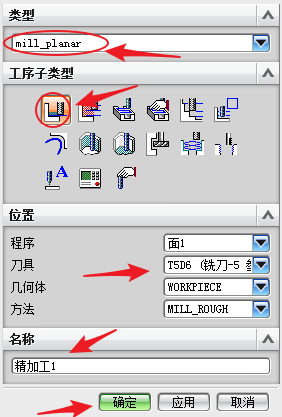 类型
mill_planar
工序子类型
位置
程序 面1
刀具 T5D6 (铣刀-5
几何体 WORKPIECE
方法 MILL_ROUGH
名称
精加工1
确定 应用 取消